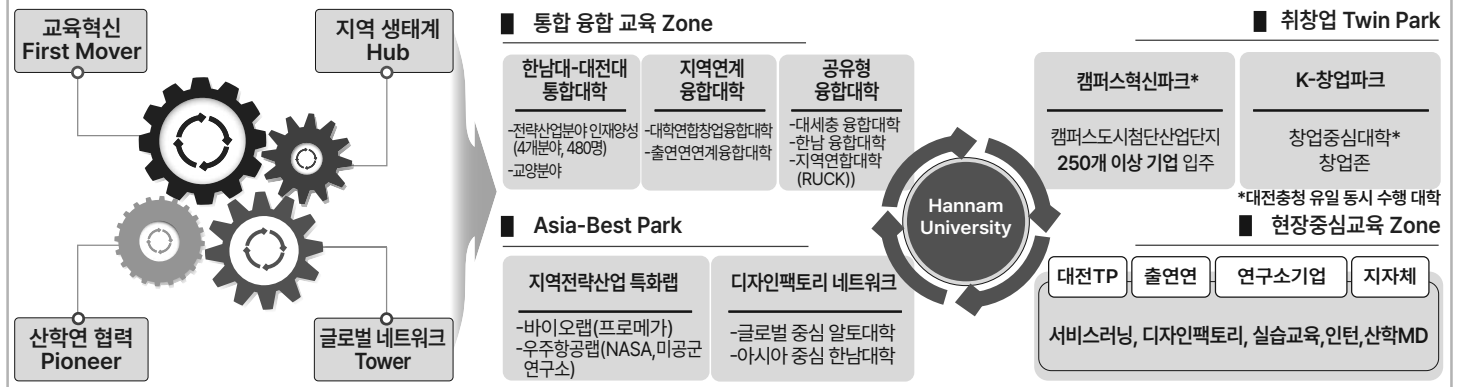 교육혁신
First Mover
지역 생태계
Hub
산학연 협력
Pioneer
글로벌 네트워크
Tower
통합 융합 교육 Zone
한남대-대전대
통합대학
-전략산업분야 인재양성
(4개분야, 480명)
-교양분야
지역연계
융합대학
-대학연합창업융합대학
-출연연연계융합대학
공유형
융합대학
-대세충 융합대학
-한남 융합대학
-지역연합대학
(RUCK))
Asia-Best Park
지역전략산업 특화랩
-바이오랩(프로메가)
-우주항공랩(NASA,미공군
연구소)
디자인팩토리 네트워크
-글로벌 중심 알토대학
-아시아 중심 한남대학
Hannam
University
취창업 Twin Park
캠퍼스혁신파크*
캠퍼스도시첨단산업단지
250개 이상 기업 입주
K-창업파크
창업중심대학*
창업존
*대전충청 유일 동시 수행 대학
현장중심교육 Zone
대전TP 출연연 연구소기업 지자체
서비스러닝, 디자인팩토리, 실습교육,인턴,산학MD